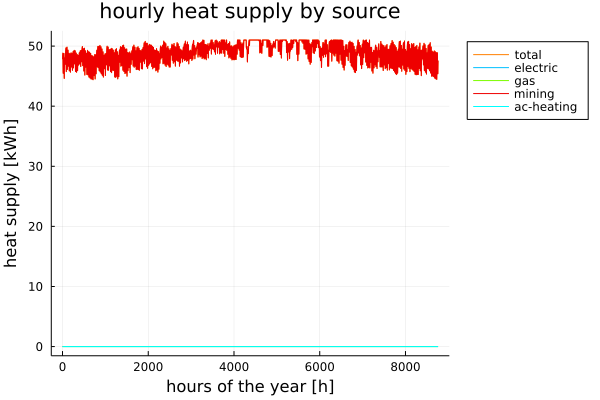 hourly heat supply by source
heat supply [kWh]
50
40
30
20
10
0
0 2000 4000 6000 8000
hours of the year [h]
total
electric
gas
mining
ac-heating